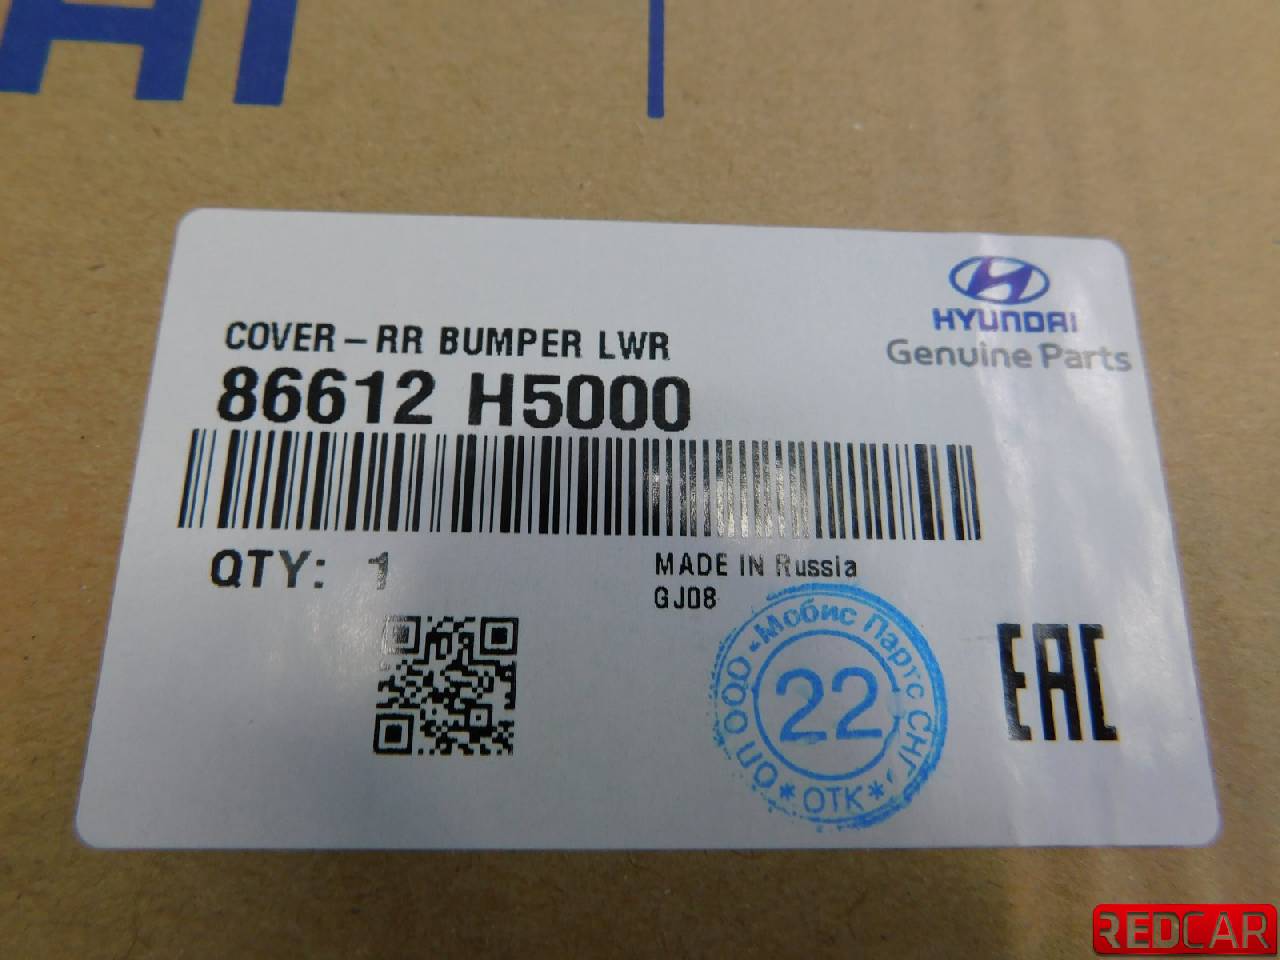 HYUNDAI
Genuine Parts
COVER-RR BUMPER LWR
86612 H5000
QTY: 1
MADE IN Russia
GJ08
ОП ООО «Мобис Партс СНГ»
22
*ОТК*
EAC
REDCAR